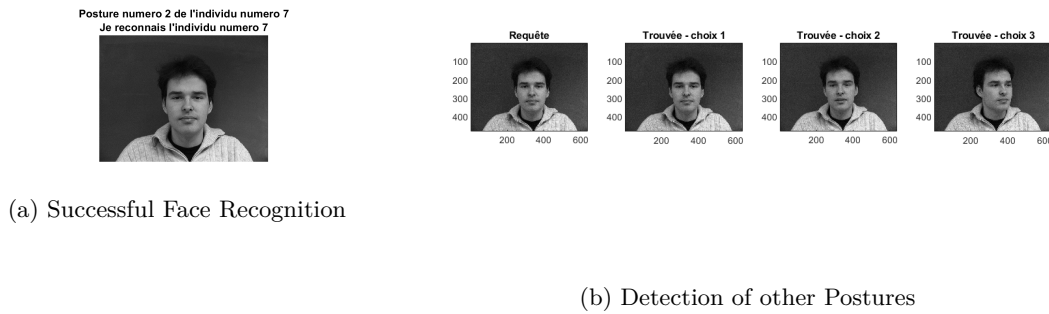 Posture numero 2 de l'individu numero 7
Je reconnais l'individu numero 7
(a) Successful Face Recognition
Requête
100
200
300
400
200 400 600
Trouvée - choix 1
100
200
300
400
200 400 600
Trouvée - choix 2
100
200
300
400
200 400 600
Trouvée - choix 3
100
200
300
400
200 400 600
(b) Detection of other Postures